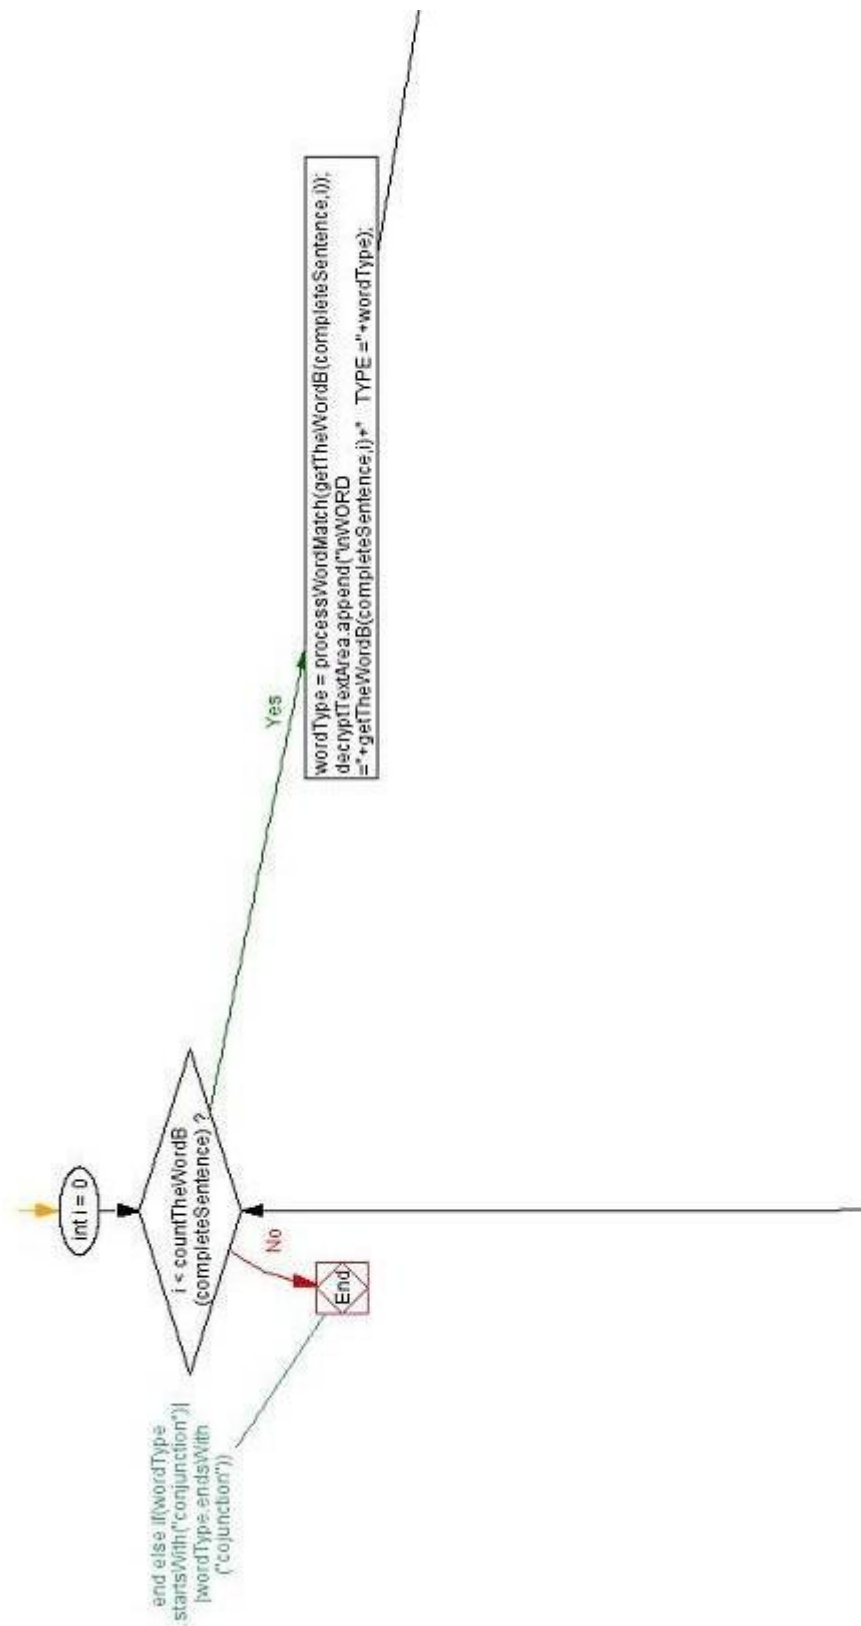 int i = 0
i < countTheWordB
(completeSentence) ?
Yes
wordType = processWordMatch(getTheWordB(completeSentence,i));
decryptTextArea.append("\nWORD
="+getTheWordB(completeSentence,i)+" TYPE ="+wordType);
No
End
end else if(wordType
.startsWith("conjunction")|
|wordType.endsWith
("cojunction"))